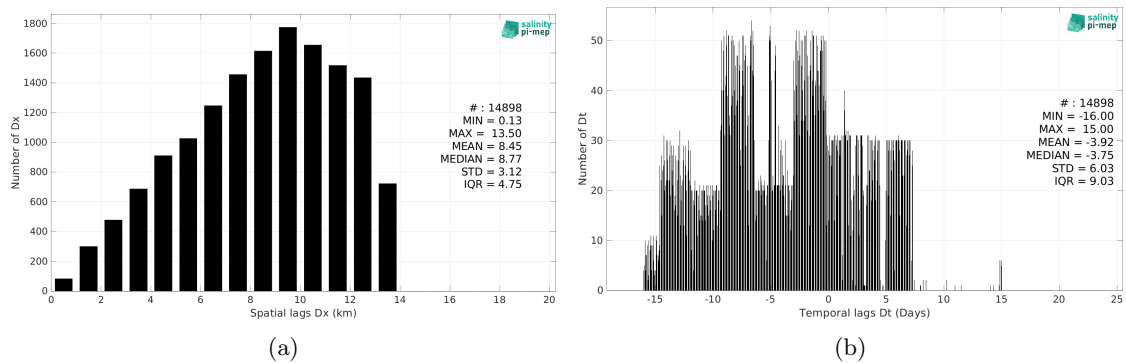 1800
1600
1400
1200
1000
800
600
400
200
0
Number of Dx
salinity
pi-mep
# : 14898
MIN = 0.13
MAX = 13.50
MEAN = 8.45
MEDIAN = 8.77
STD = 3.12
IQR = 4.75
0 2 4 6 8 10 12 14 16 18 20
Spatial lags Dx (km)
(a)
50
40
30
20
10
0
Number of Dt
salinity
pi-mep
# : 14898
MIN = -16.00
MAX = 15.00
MEAN = -3.92
MEDIAN = -3.75
STD = 6.03
IQR = 9.03
-15 -10 -5 0 5 10 15 20 25
Temporal lags Dt (Days)
(b)